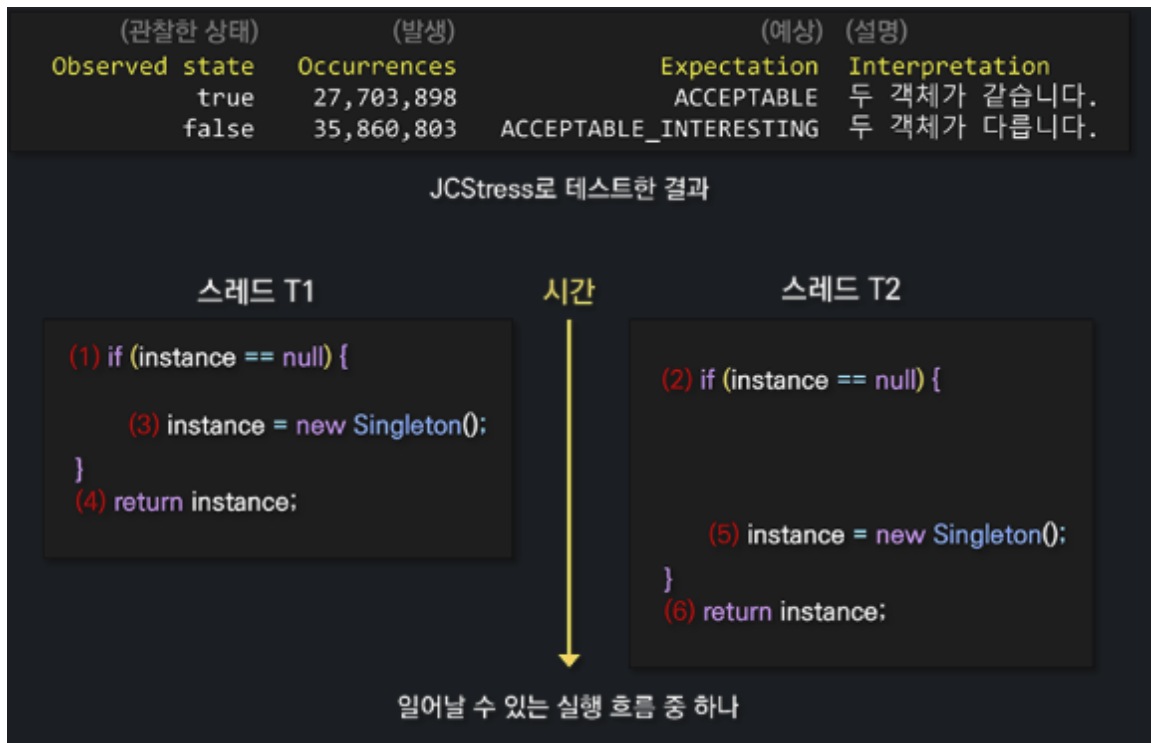 (관찰한 상태) (발생) (예상) (설명)
Observed state Occurrences Expectation Interpretation
true 27,703,898 ACCEPTABLE 두 객체가 같습니다.
false 35,860,803 ACCEPTABLE_INTERESTING 두 객체가 다릅니다.
JCStress로 테스트한 결과
스레드 T1
(1) if (instance == null) {
(3) instance = new Singleton();
}
(4) return instance;
시간
스레드 T2
(2) if (instance == null) {
(5) instance = new Singleton();
}
(6) return instance;
일어날 수 있는 실행 흐름 중 하나